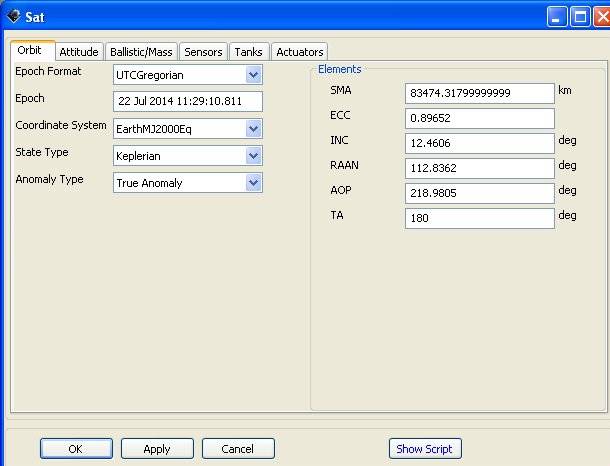 Sat
Orbit Attitude Ballistic/Mass Sensors Tanks Actuators
Epoch Format UTCGregorian
Epoch 22 Jul 2014 11:29:10.811
Coordinate System EarthMJ2000Eq
State Type Keplerian
Anomaly Type True Anomaly
Elements
SMA 83474.31799999999 km
ECC 0.89652
INC 12.4606 deg
RAAN 112.8362 deg
AOP 218.9805 deg
TA 180 deg
OK Apply Cancel Show Script